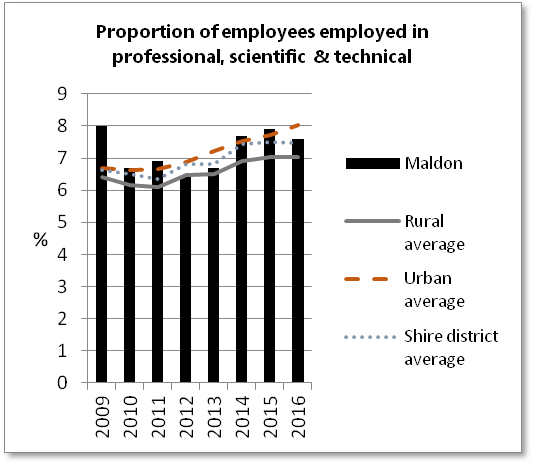 Proportion of employees employed in
professional, scientific & technical
9
8
7
6
5
4
3
2
1
0
%
2009
2010
2011
2012
2013
2014
2015
2016
Maldon
Rural
average
Urban
average
Shire district
average